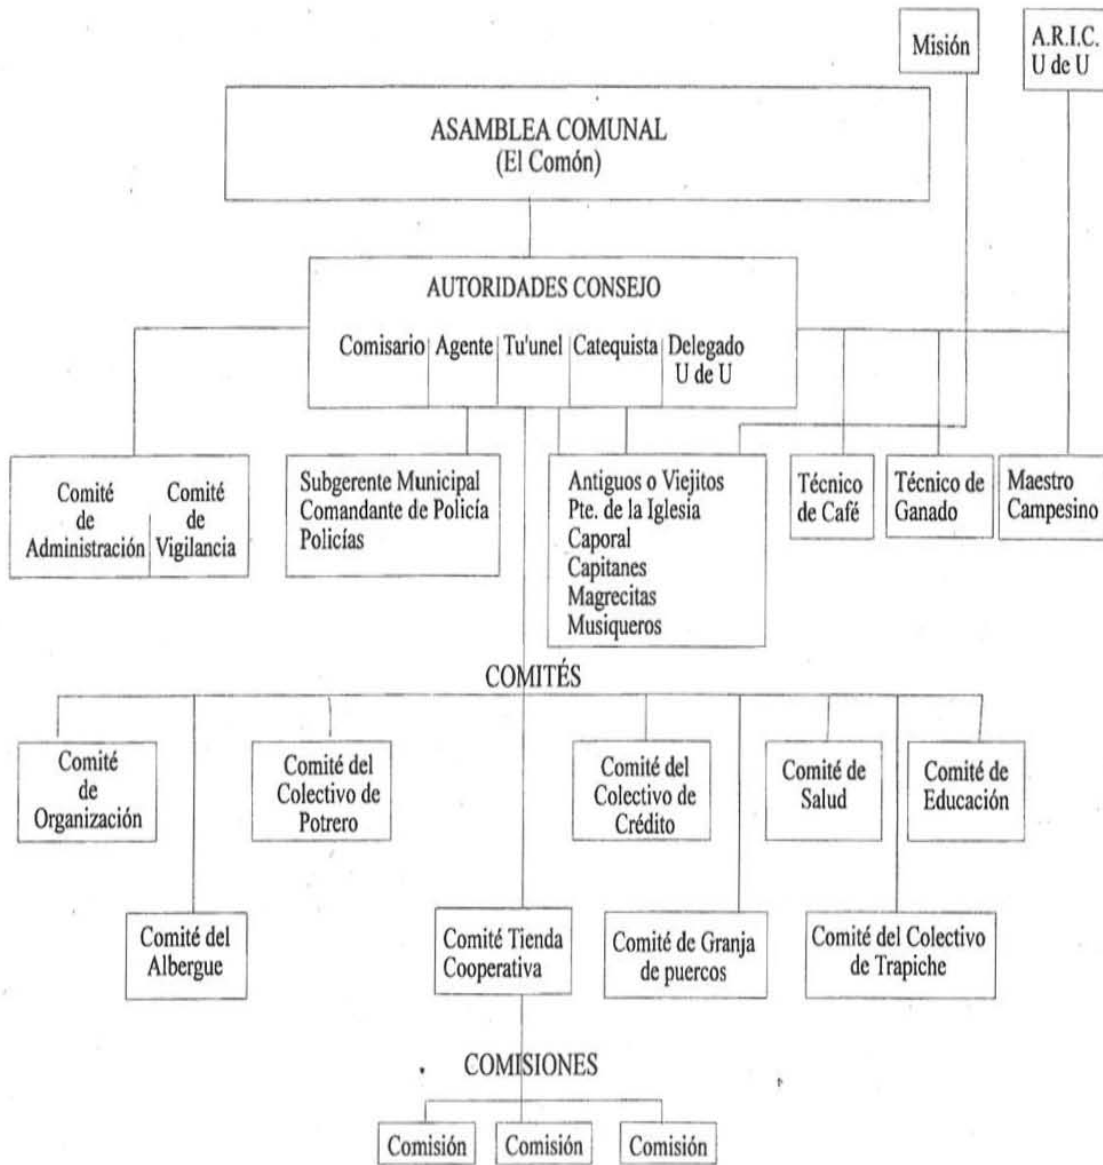 Misión
A.R.I.C.
U de U
ASAMBLEA COMUNAL
(El Común)
AUTORIDADES CONSEJO
Comisario
Agente
Tu'unel
Catequista
Delegado
U de U
Comité
de
Administración
Comité
de
Vigilancia
Subgerente Municipal
Comandante de Policía
Policías
Antiguos o Viejitos
Pte. de la Iglesia
Caporal
Capitanes
Magrecitas
Musiqueros
Técnico
de Café
Técnico de
Ganado
Maestro
Campesino
COMITÉS
Comité
de
Organización
Comité del
Colectivo de
Potrero
Comité del
Colectivo de
Crédito
Comité de
Salud
Comité de
Educación
Comité del
Albergue
Comité Tienda
Cooperativa
Comité de Granja
de puercos
Comité del Colectivo
de Trapiche
COMISIONES
Comisión
Comisión
Comisión